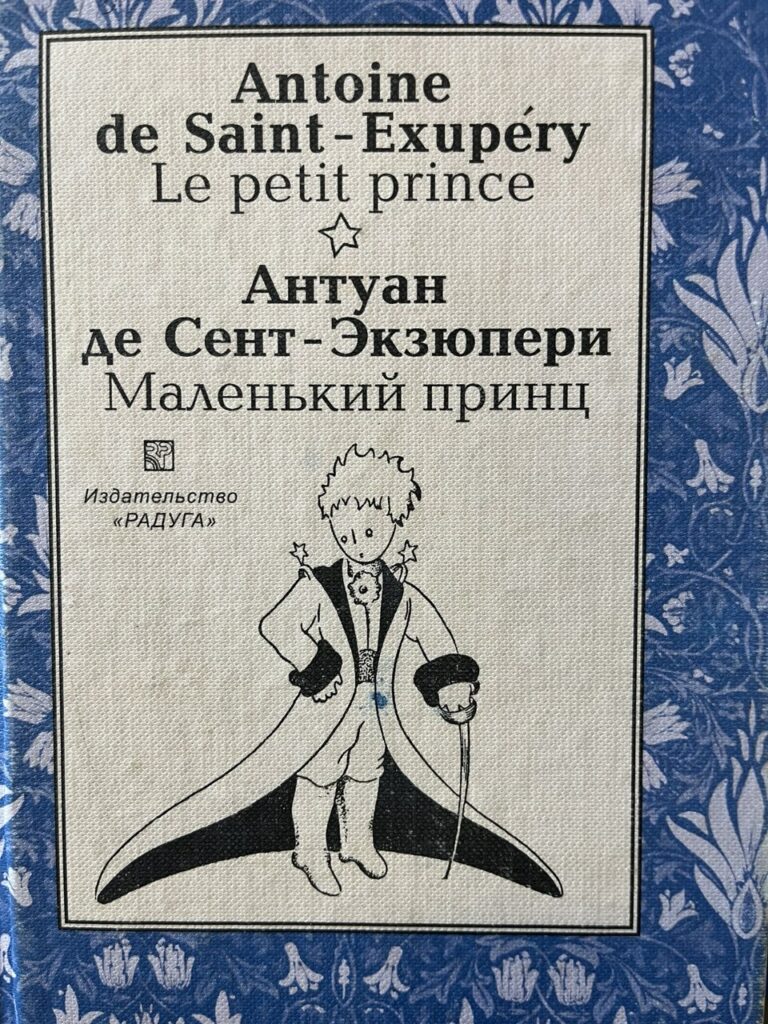 Antoine
de Saint-Exupéry
Le petit prince
Антуан
де Сент-Экзюпери
Маленький принц
Издательство
«РАДУГА»